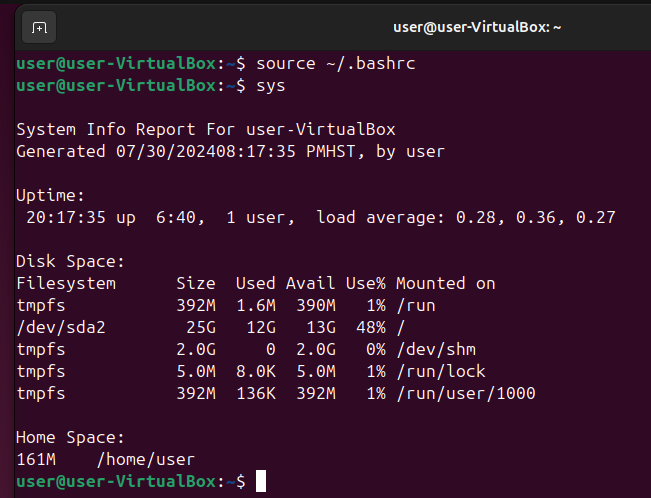 user@user-VirtualBox: ~
user@user-VirtualBox:~$ source ~/.bashrc
user@user-VirtualBox:~$ sys
System Info Report For user-VirtualBox
Generated 07/30/202408:17:35 PMHST, by user
Uptime:
 20:17:35 up  6:40,  1 user,  load average: 0.28, 0.36, 0.27
Disk Space:
Filesystem      Size  Used Avail Use% Mounted on
tmpfs           392M  1.6M  390M   1% /run
/dev/sda2        25G   12G   13G  48% /
tmpfs           2.0G     0  2.0G   0% /dev/shm
tmpfs           5.0M  8.0K  5.0M   1% /run/lock
tmpfs           392M  136K  392M   1% /run/user/1000
Home Space:
161M    /home/user
user@user-VirtualBox:~$